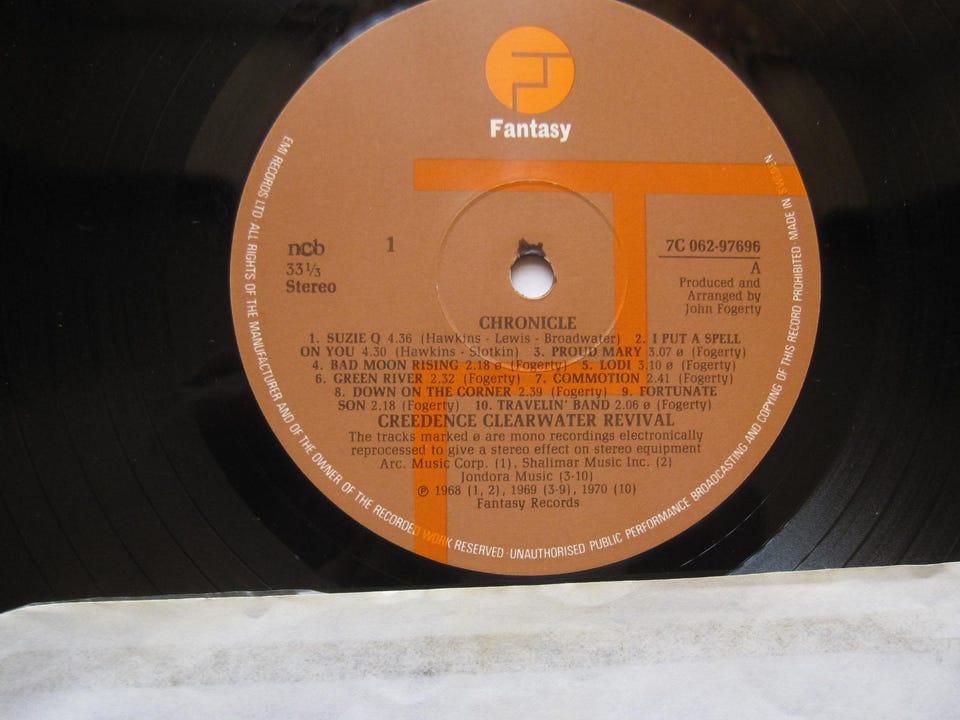 Fantasy
ncb
33⅓
Stereo
1
7C 062-97696
A
Produced and
Arranged by
John Fogerty
CHRONICLE
1. SUZIE Q 4.36 (Hawkins - Lewis - Broadwater) 2. I PUT A SPELL
ON YOU 4.30 (Hawkins - Slotkin) 3. PROUD MARY 3.07 ø (Fogerty)
4. BAD MOON RISING 2.18 ø (Fogerty) 5. LODI 3.10 ø (Fogerty)
6. GREEN RIVER 2.32 (Fogerty) 7. COMMOTION 2.41 (Fogerty)
8. DOWN ON THE CORNER 2.39 (Fogerty) 9. FORTUNATE
SON 2.18 (Fogerty) 10. TRAVELIN' BAND 2.06 ø (Fogerty)
CREEDENCE CLEARWATER REVIVAL
The tracks marked ø are mono recordings electronically
reprocessed to give a stereo effect on stereo equipment
Arc. Music Corp. (1), Shalimar Music Inc. (2)
Jondora Music (3-10)
℗ 1968 (1, 2), 1969 (3-9), 1970 (10)
Fantasy Records
EMI RECORDS LTD · ALL RIGHTS OF THE MANUFACTURER AND OF THE OWNER OF THE RECORDED WORK RESERVED · UNAUTHORISED PUBLIC PERFORMANCE BROADCASTING AND COPYING OF THIS RECORD PROHIBITED · MADE IN SWEDEN